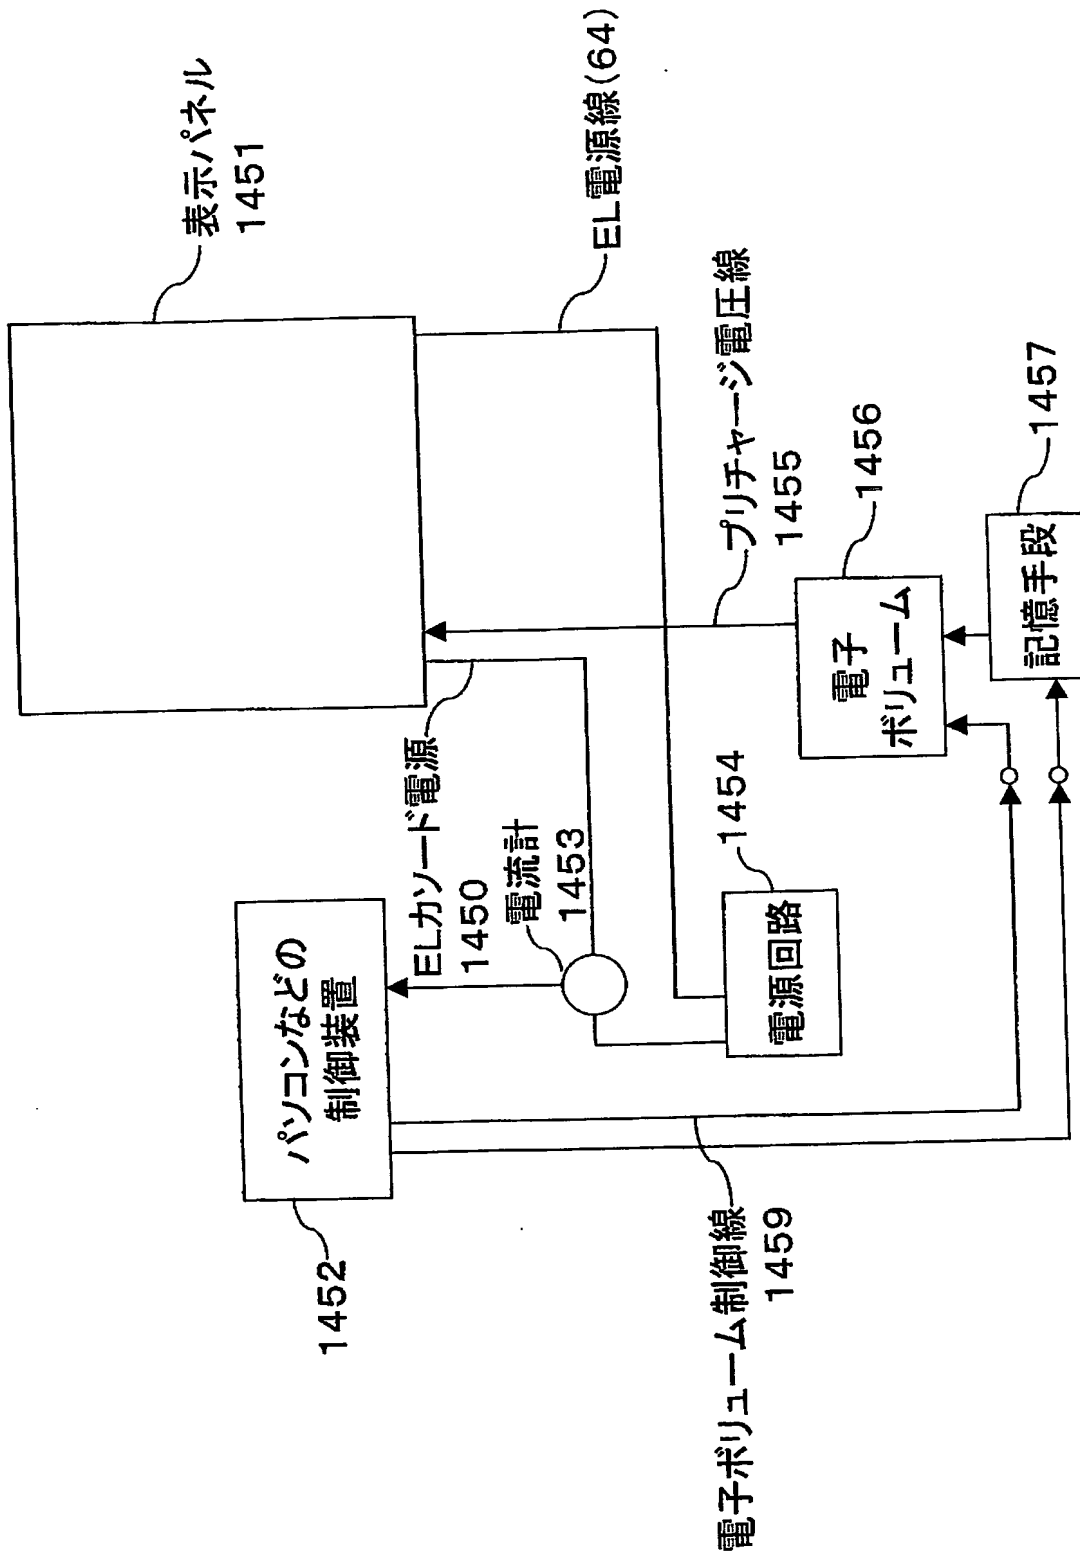 表示パネル
1451
EL電源線(64)
プリチャージ電圧線
1455
1456
電子
ボリューム
1457
記憶手段
ELカソード電源
1450
電流計
1453
1454
電源回路
パソコンなどの
制御装置
1452
電子ボリューム制御線
1459